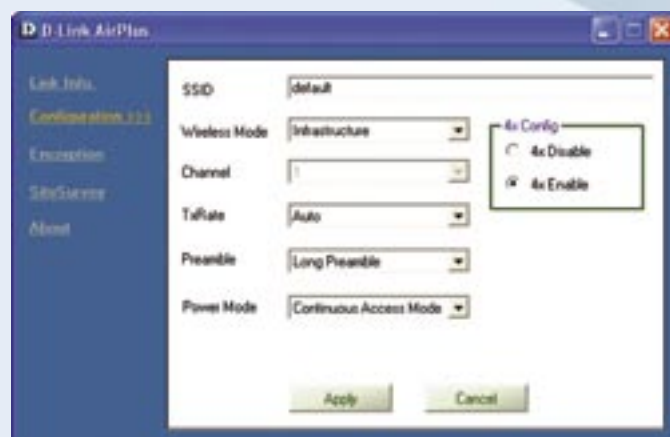 D D-Link AirPlus
Link Info.
Configuration >>>
Encryption
SiteSurvey
About
SSID default
Wireless Mode Infrastructure
Channel 1
TxRate Auto
Preamble Long Preamble
Power Mode Continuous Access Mode
4x Config
4x Disable
4x Enable
Apply
Cancel